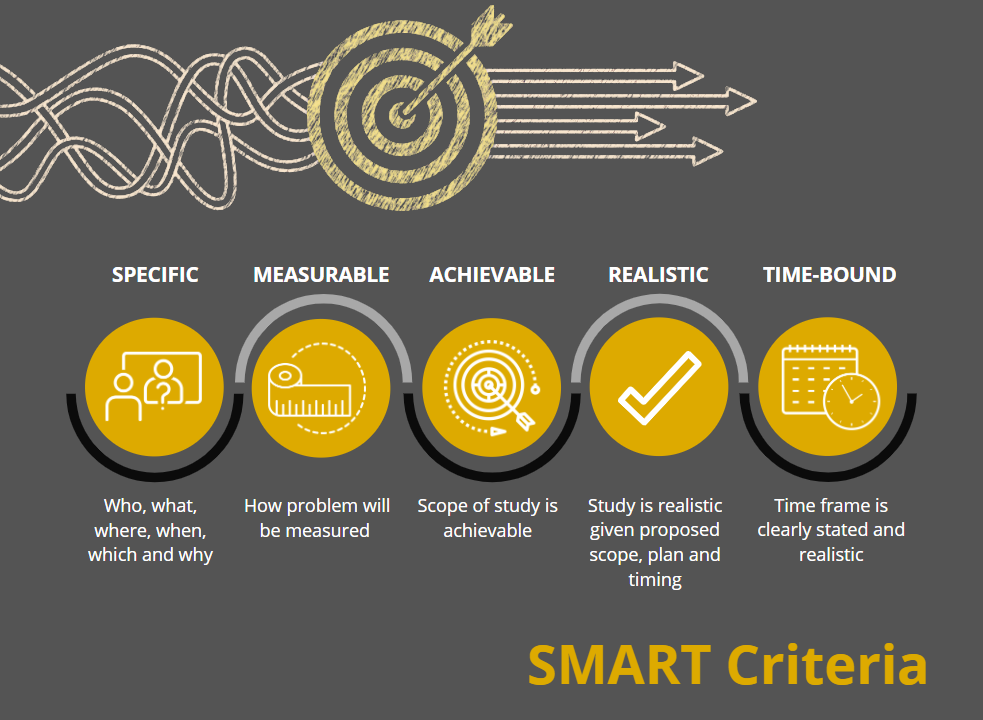 SPECIFIC
MEASURABLE
ACHIEVABLE
REALISTIC
TIME-BOUND
Who, what,
where, when,
which and why
How problem will
be measured
Scope of study is
achievable
Study is realistic
given proposed
scope, plan and
timing
Time frame is
clearly stated and
realistic
SMART Criteria